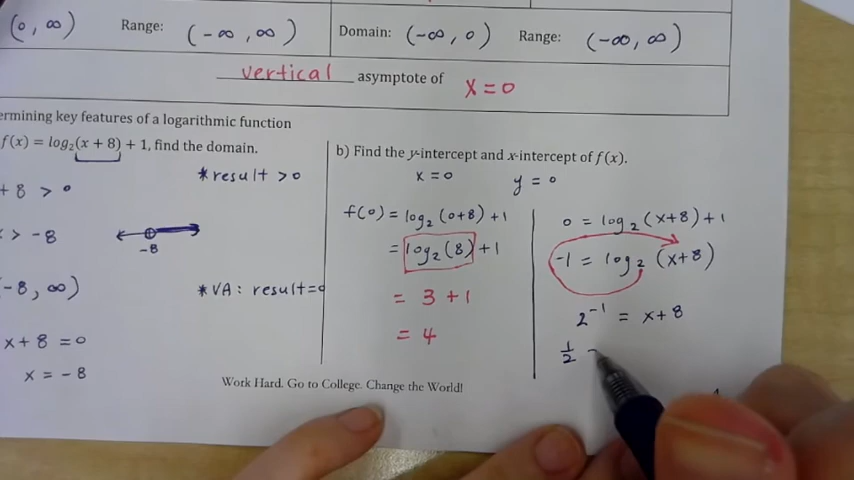 (0, ∞) Range: (-∞, ∞) Domain: (-∞, 0) Range: (-∞, ∞)
vertical asymptote of x=0
ermining key features of a logarithmic function
f(x) = log₂(x + 8) + 1, find the domain.
+ 8 > 0
*result > 0
> -8
-8
-8, ∞)
*VA: result=0
x + 8 = 0
x = -8
b) Find the y-intercept and x-intercept of f(x).
x = 0
y = 0
f(0) = log₂(0+8) + 1
= log₂(8) + 1
= 3 + 1
= 4
0 = log₂(x+8) + 1
-1 = log₂(x+8)
2⁻¹ = x + 8
½ -
Work Hard. Go to College. Change the World!